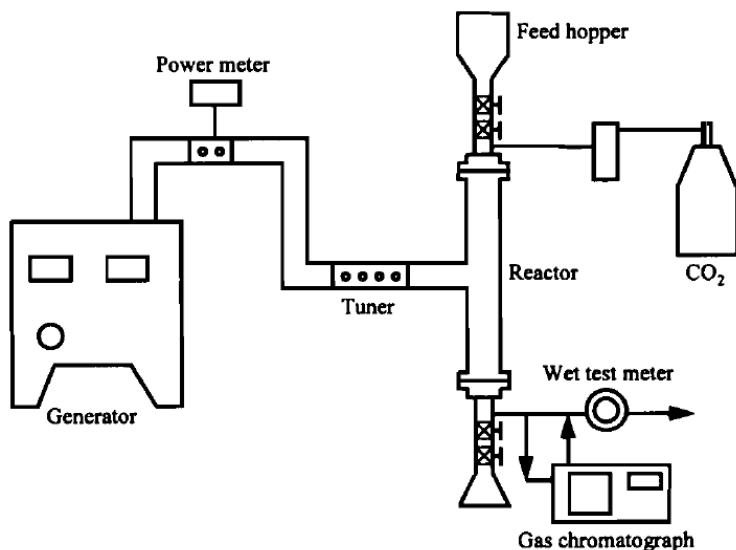 Feed hopper
Power meter
CO₂
Reactor
Tuner
Wet test meter
Generator
Gas chromatograph